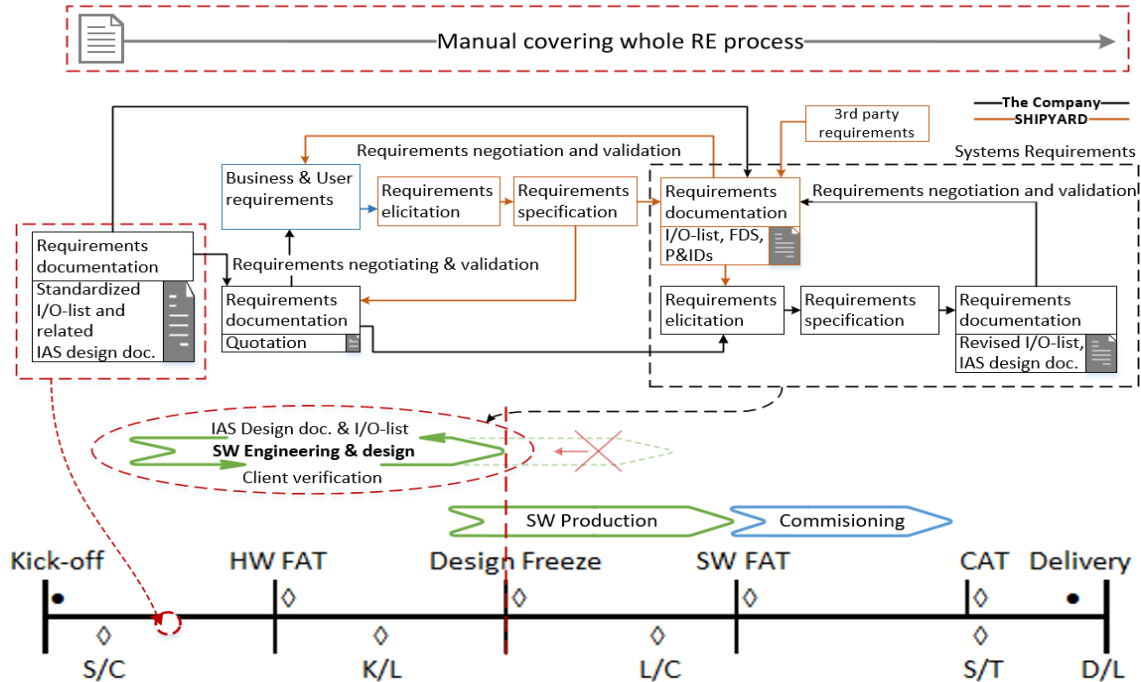 Manual covering whole RE process
3rd party
requirements
The Company
SHIPYARD
Requirements negotiation and validation
Systems Requirements
Business & User
requirements
Requirements
elicitation
Requirements
specification
Requirements
documentation
I/O-list, FDS,
P&IDs
Requirements negotiation and validation
Requirements
documentation
Standardized
I/O-list and
related
IAS design doc.
Requirements negotiating & validation
Requirements
documentation
Quotation
Requirements
elicitation
Requirements
specification
Requirements
documentation
Revised I/O-list,
IAS design doc.
IAS Design doc. & I/O-list
SW Engineering & design
Client verification
SW Production
Commisioning
Kick-off
HW FAT
Design Freeze
SW FAT
CAT
Delivery
S/C
K/L
L/C
S/T
D/L